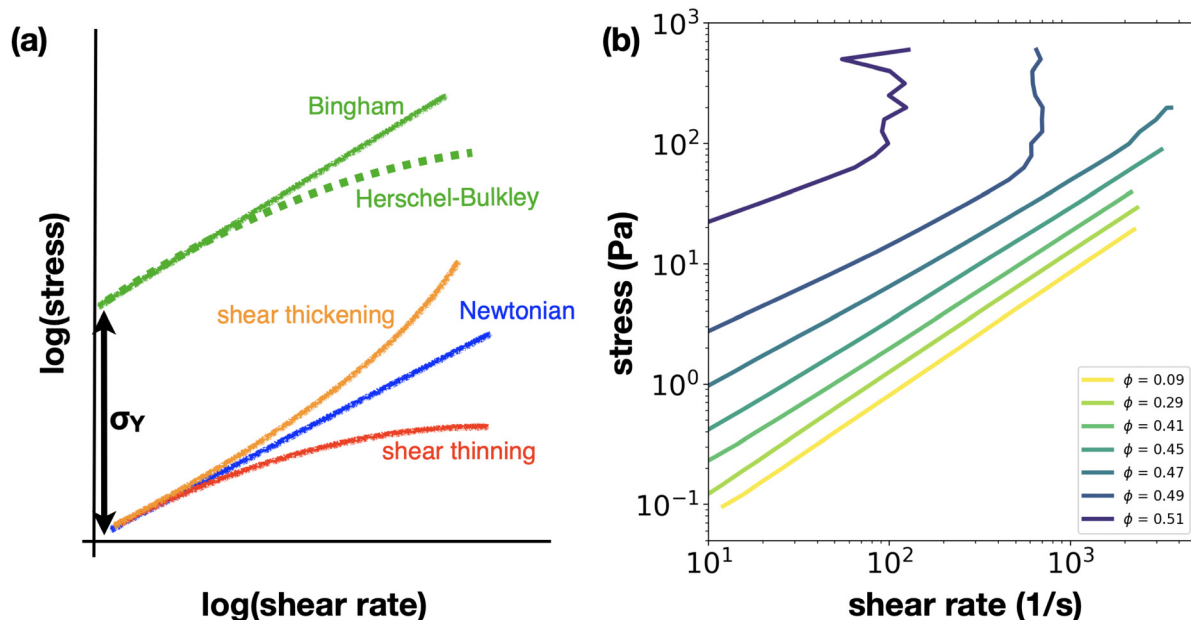 (a)
Bingham
Herschel-Bulkley
shear thickening
Newtonian
shear thinning
σY
log(stress)
log(shear rate)
(b)
10³
10²
10¹
10⁰
10⁻¹
stress (Pa)
ϕ = 0.09
ϕ = 0.29
ϕ = 0.41
ϕ = 0.45
ϕ = 0.47
ϕ = 0.49
ϕ = 0.51
10¹ 10² 10³
shear rate (1/s)